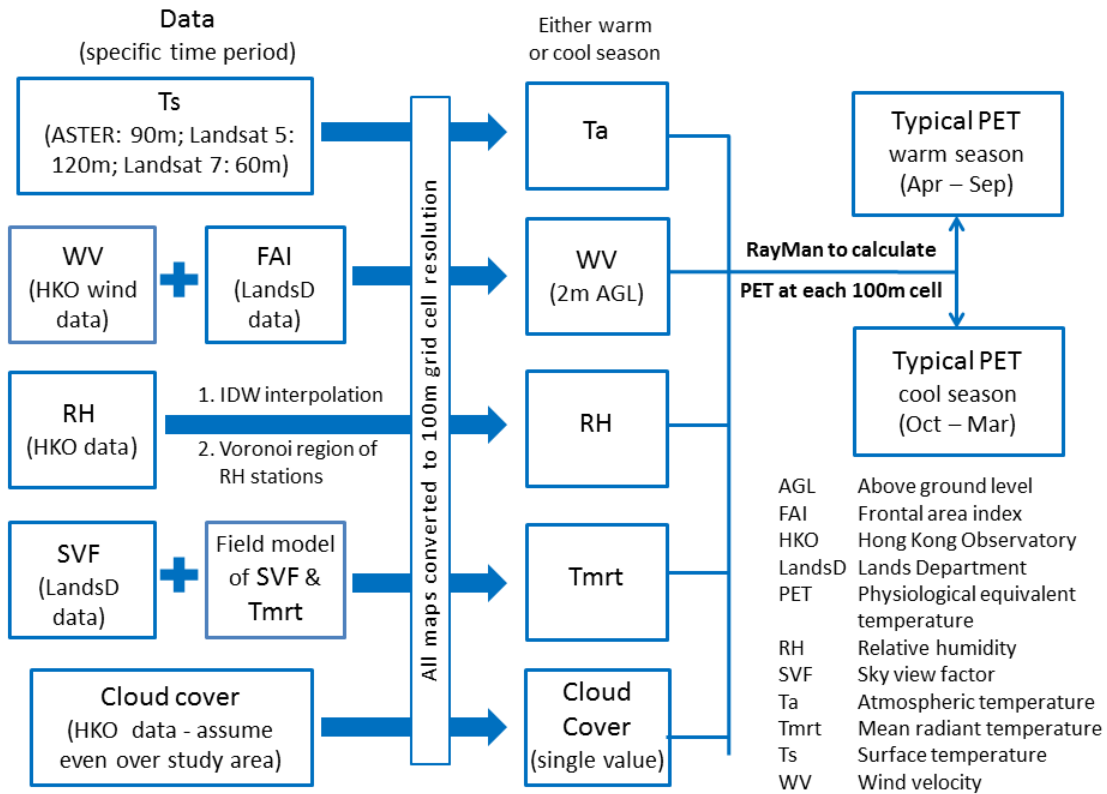 Data
(specific time period)
Either warm
or cool season
Ts
(ASTER: 90m; Landsat 5:
120m; Landsat 7: 60m)
Ta
WV
(HKO wind
data)
FAI
(LandsD
data)
WV
(2m AGL)
RH
(HKO data)
1. IDW interpolation
2. Voronoi region of
RH stations
RH
SVF
(LandsD
data)
Field model
of SVF &
Tmrt
Tmrt
Cloud cover
(HKO data - assume
even over study area)
Cloud
Cover
(single value)
All maps converted to 100m grid cell resolution
RayMan to calculate
PET at each 100m cell
Typical PET
warm season
(Apr – Sep)
Typical PET
cool season
(Oct – Mar)
AGL Above ground level
FAI Frontal area index
HKO Hong Kong Observatory
LandsD Lands Department
PET Physiological equivalent
temperature
RH Relative humidity
SVF Sky view factor
Ta Atmospheric temperature
Tmrt Mean radiant temperature
Ts Surface temperature
WV Wind velocity